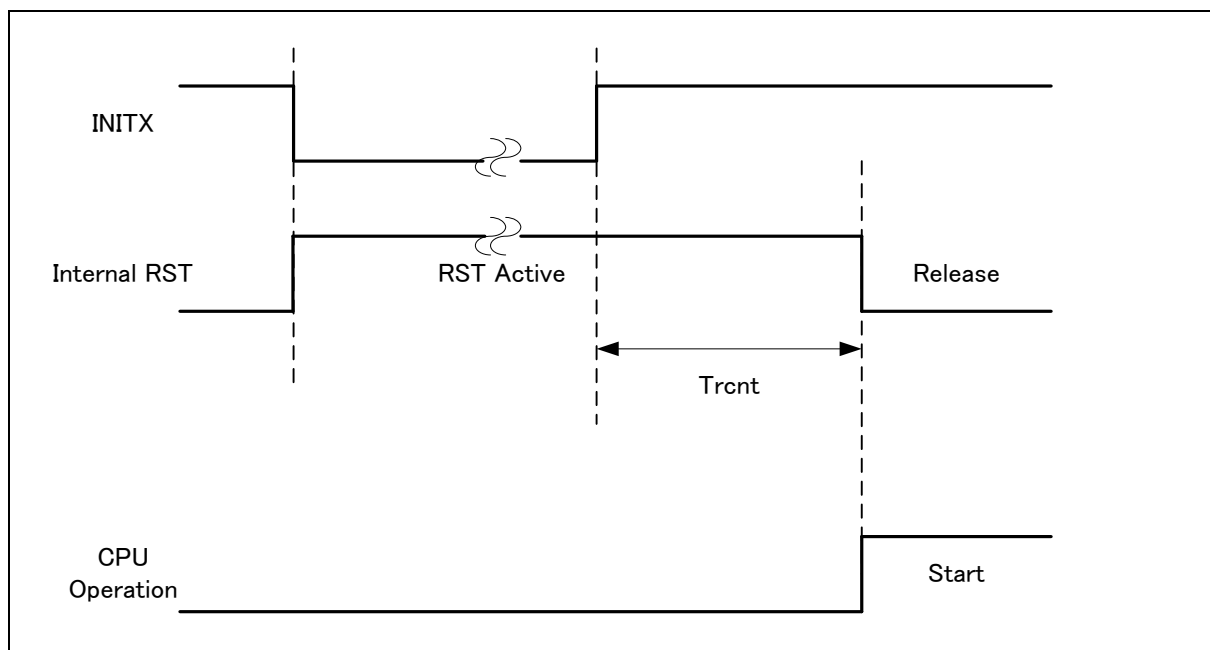 INITX
Internal RST
RST Active
Release
Trcnt
CPU
Operation
Start